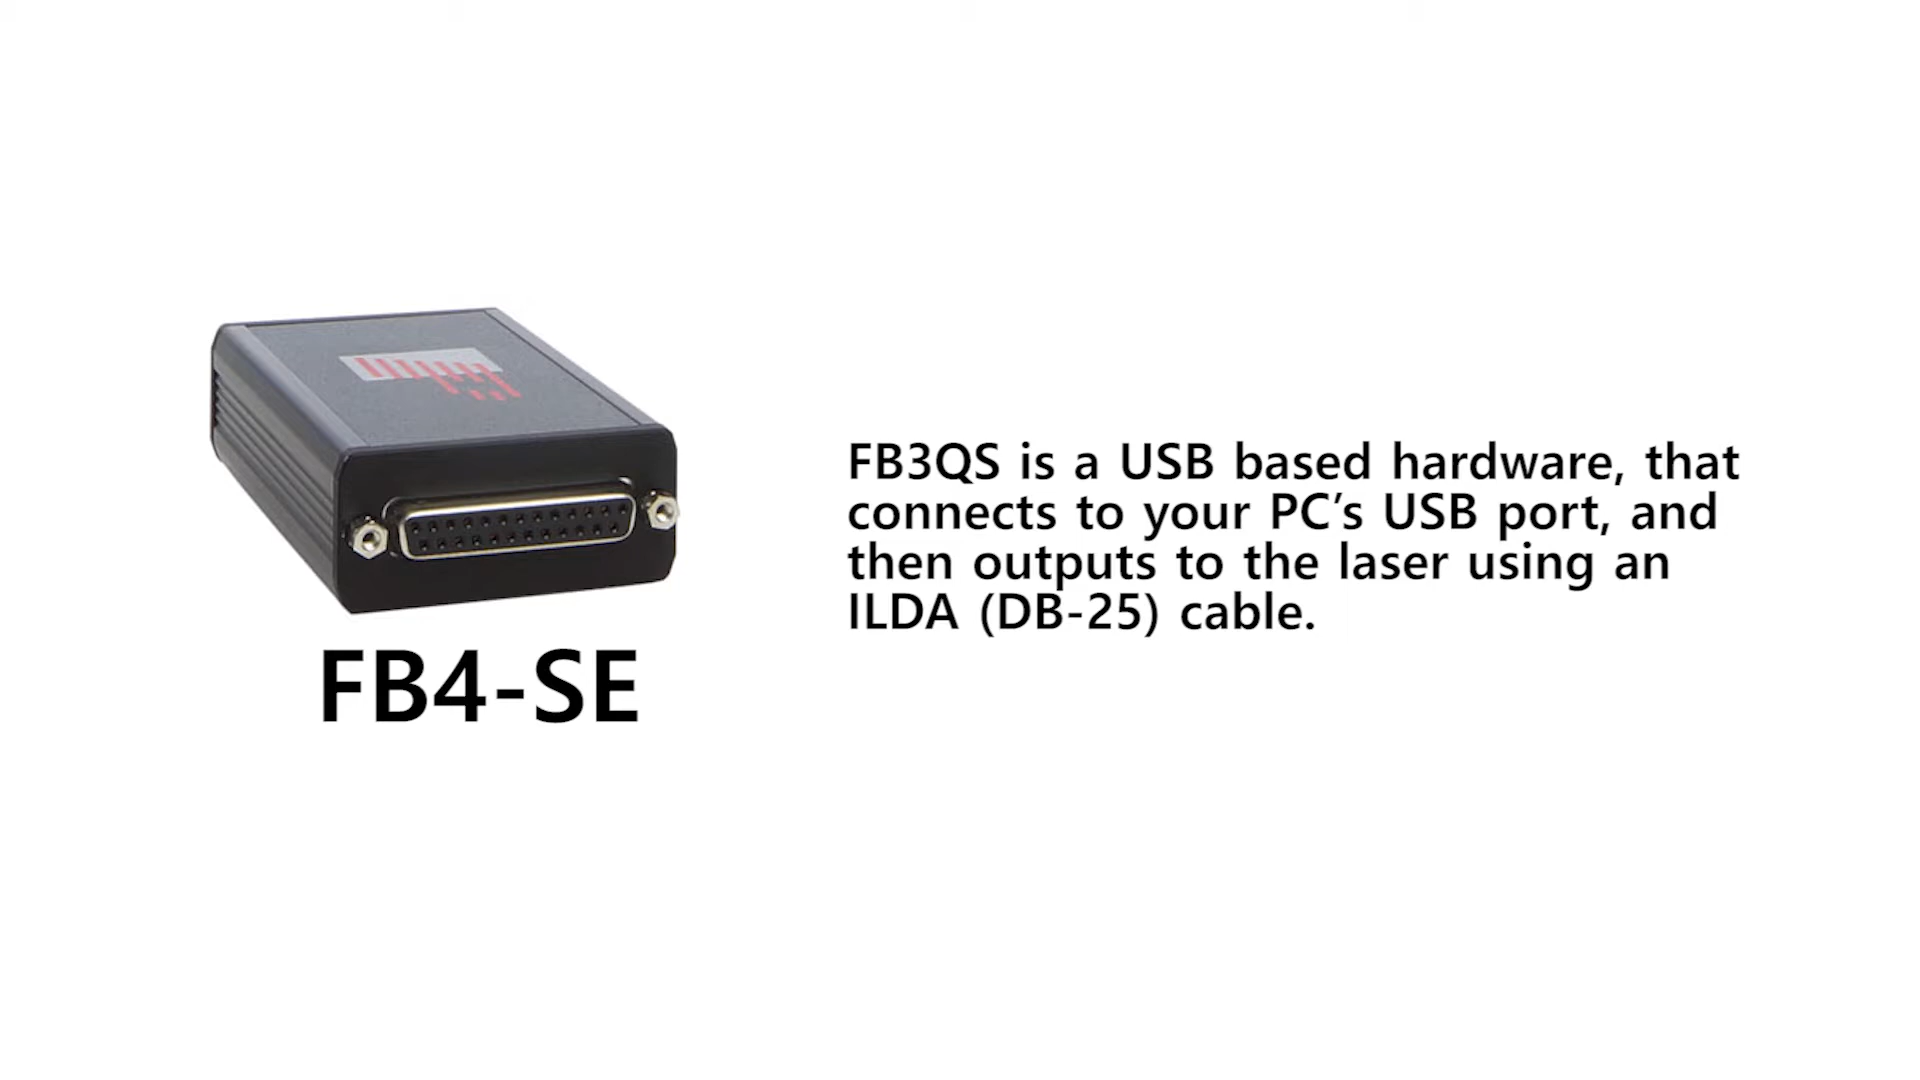 FB3QS is a USB based hardware, that
connects to your PC’s USB port, and
then outputs to the laser using an
ILDA (DB-25) cable.
FB4-SE